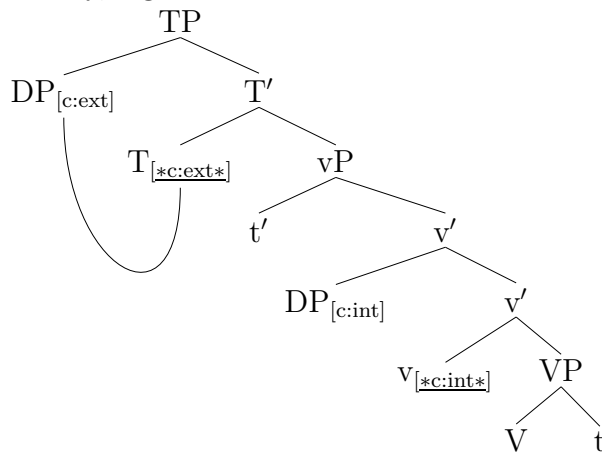 TP
DP[c:ext] T′
T[*c:ext*] vP
t′ v′
DP[c:int] v′
v[*c:int*] VP
V t